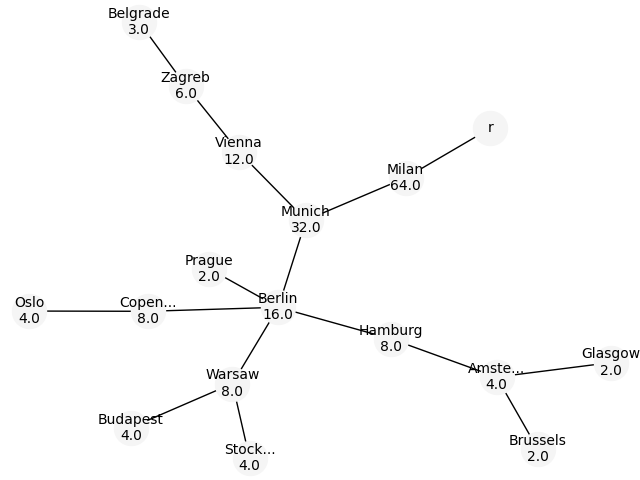 Belgrade
3.0
Zagreb
6.0
r
Vienna
12.0
Milan
64.0
Munich
32.0
Prague
2.0
Oslo
4.0
Copen...
8.0
Berlin
16.0
Hamburg
8.0
Glasgow
2.0
Amste...
4.0
Warsaw
8.0
Budapest
4.0
Brussels
2.0
Stock...
4.0